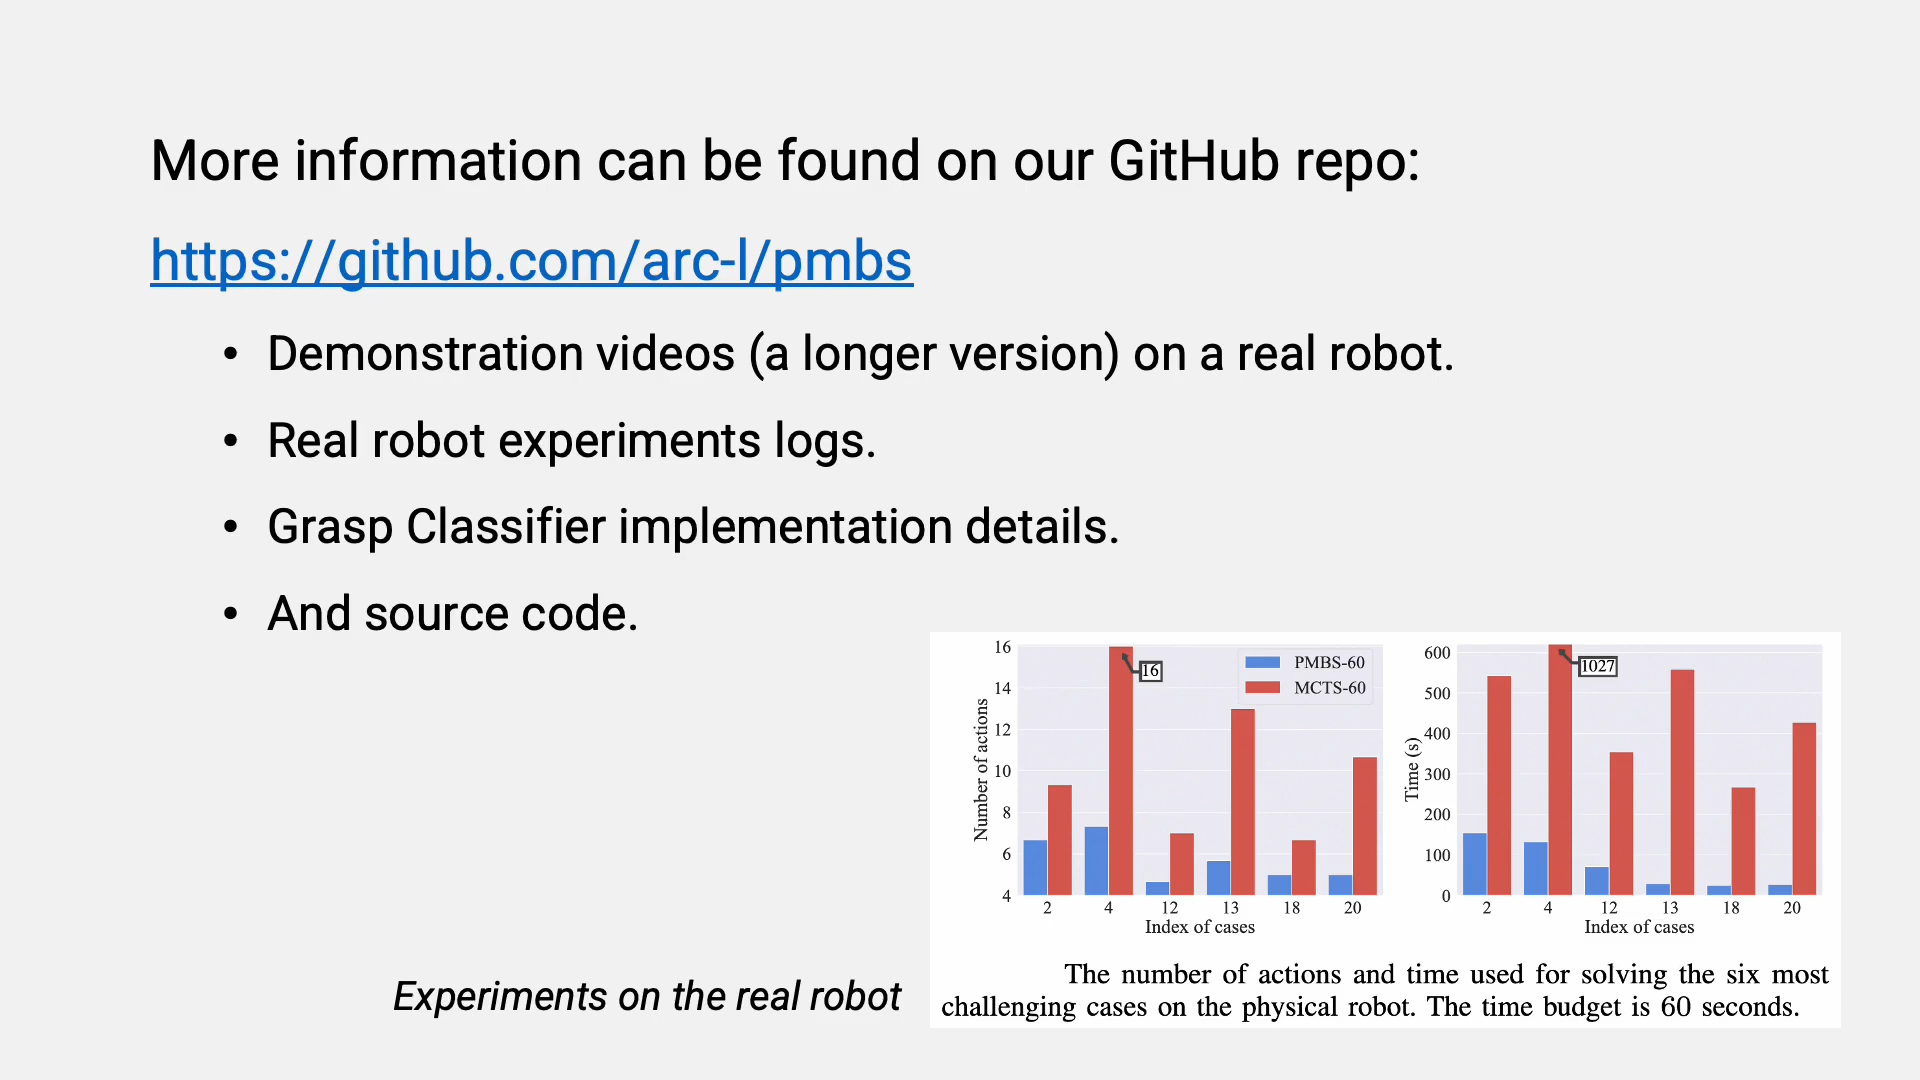 More information can be found on our GitHub repo:
https://github.com/arc-l/pmbs
• Demonstration videos (a longer version) on a real robot.
• Real robot experiments logs.
• Grasp Classifier implementation details.
• And source code.
Experiments on the real robot
Number of actions
16
14
12
10
8
6
4
16
PMBS-60
MCTS-60
2 4 12 13 18 20
Index of cases
Time (s)
600
500
400
300
200
100
0
1027
2 4 12 13 18 20
Index of cases
The number of actions and time used for solving the six most
challenging cases on the physical robot. The time budget is 60 seconds.